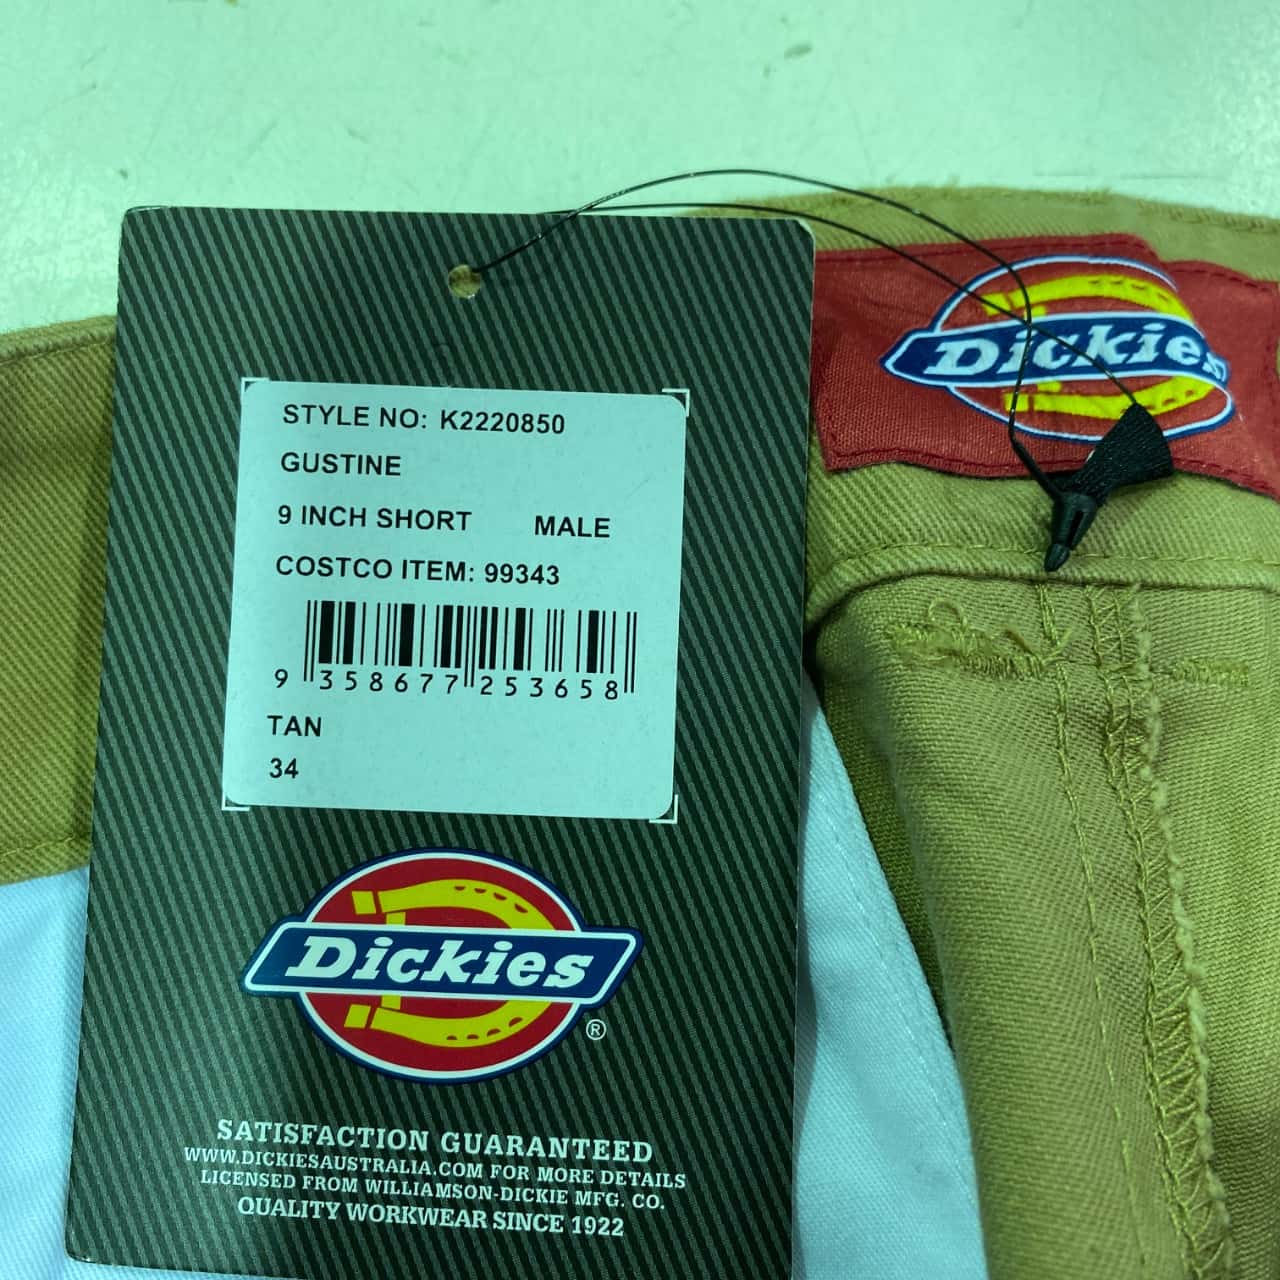 Dickies
STYLE NO: K2220850
GUSTINE
9 INCH SHORT MALE
COSTCO ITEM: 99343
9 358677 253658
TAN
34
Dickies
®
SATISFACTION GUARANTEED
WWW.DICKIESAUSTRALIA.COM FOR MORE DETAILS
LICENSED FROM WILLIAMSON-DICKIE MFG. CO.
QUALITY WORKWEAR SINCE 1922